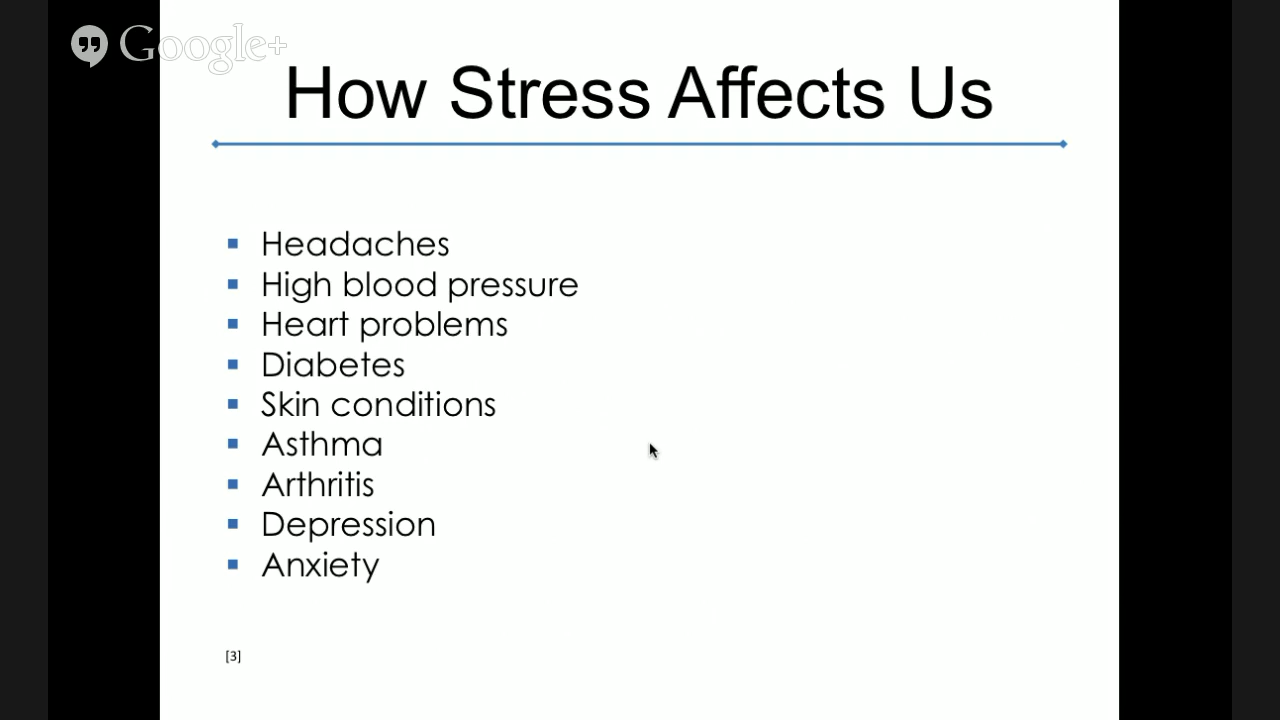 Google+
How Stress Affects Us
Headaches
High blood pressure
Heart problems
Diabetes
Skin conditions
Asthma
Arthritis
Depression
Anxiety
[3]